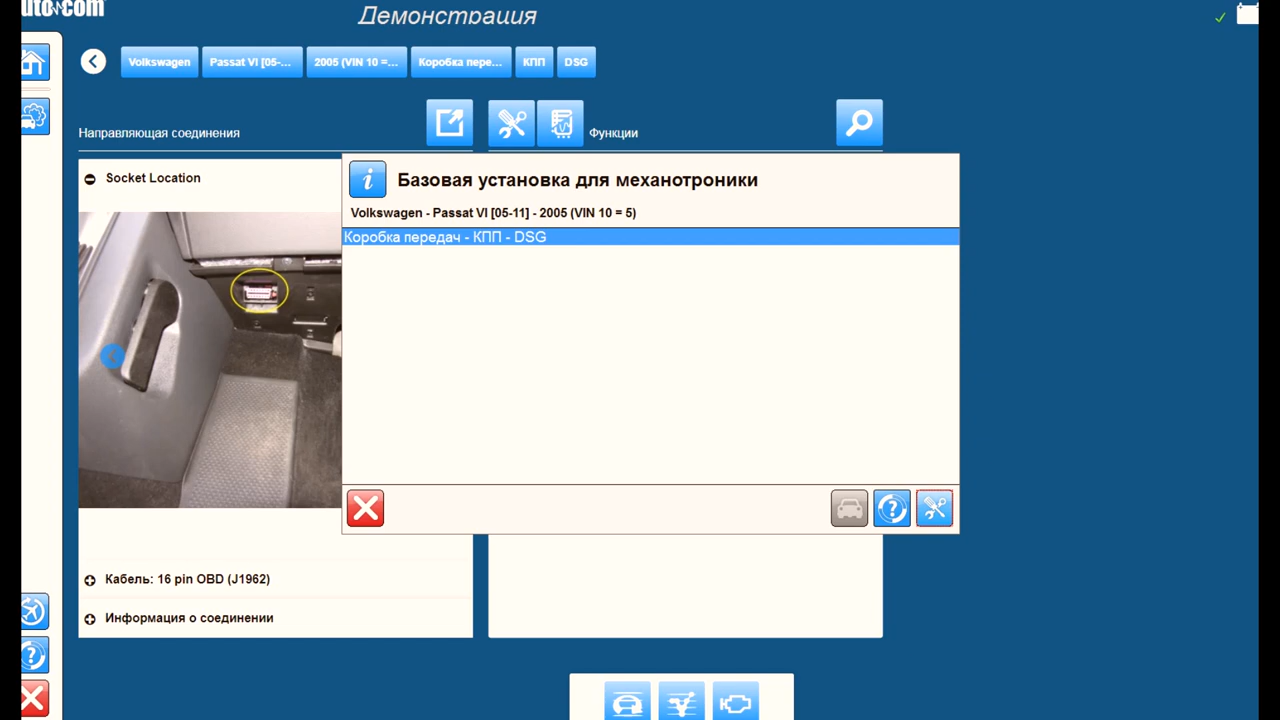 auto.com
Демонстрация
Volkswagen
Passat VI [05-...
2005 (VIN 10 =...
Коробка пере...
КПП
DSG
Направляющая соединения
Функции
Socket Location
Базовая установка для механотроники
Volkswagen - Passat VI [05-11] - 2005 (VIN 10 = 5)
Коробка передач - КПП - DSG
Кабель: 16 pin OBD (J1962)
Информация о соединении